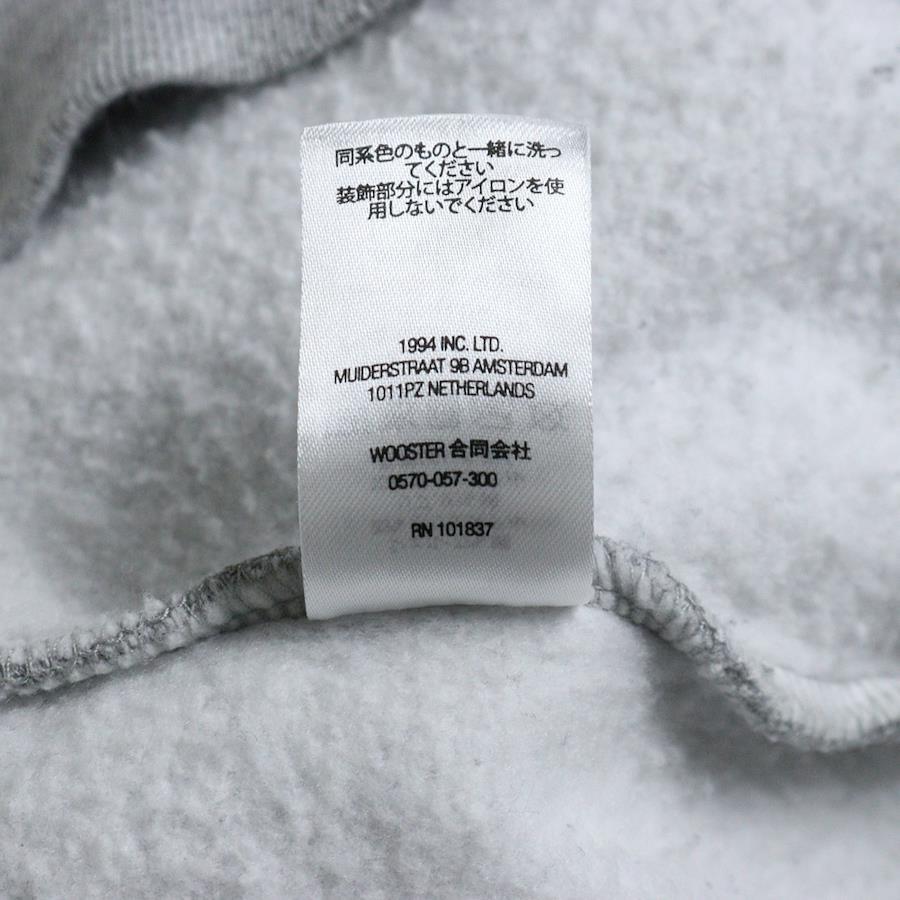 同系色のものと一緒に洗っ
てください
装飾部分にはアイロンを使
用しないでください
1994 INC. LTD.
MUIDERSTRAAT 9B AMSTERDAM
1011PZ NETHERLANDS
WOOSTER 合同会社
0570-057-300
RN 101837